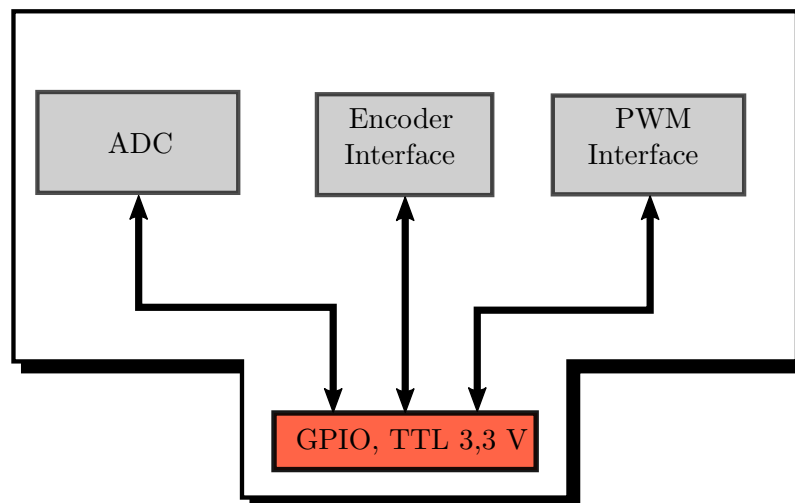 ADC
Encoder
Interface
PWM
Interface
GPIO, TTL 3,3 V